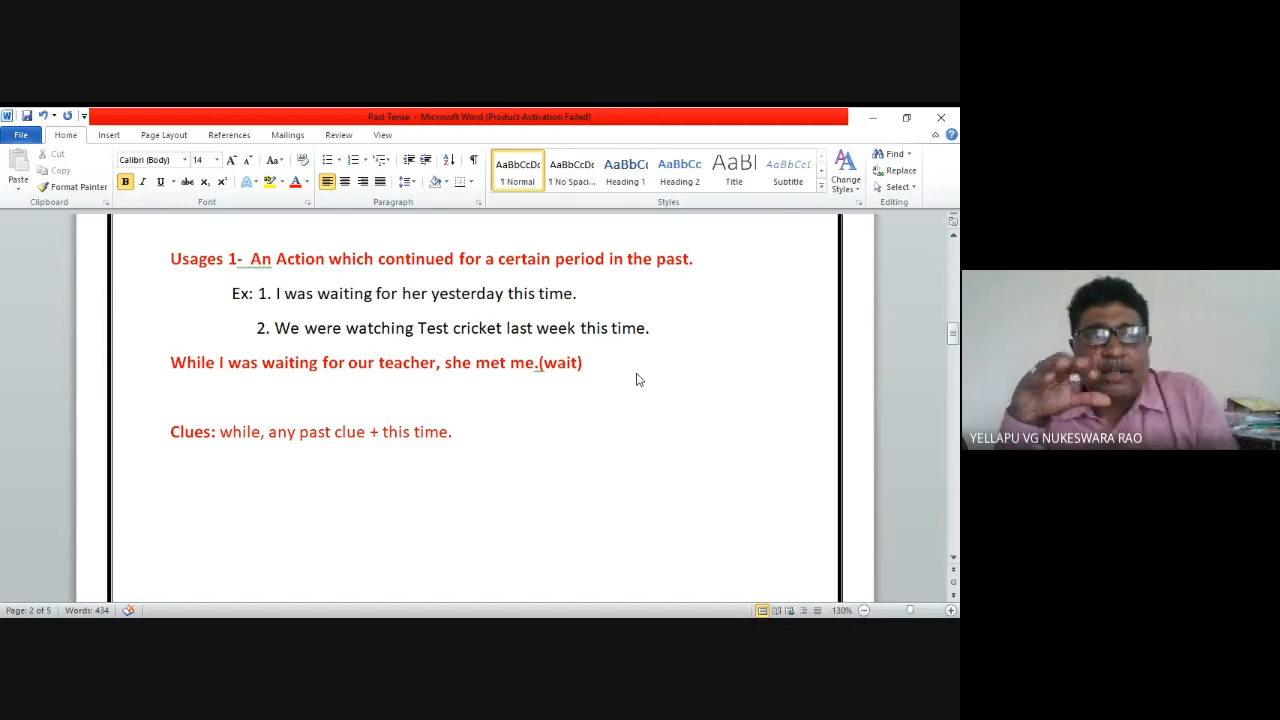 Past Tense - Microsoft Word (Product Activation Failed)
File Home Insert Page Layout References Mailings Review View
Cut
Copy
Paste
Format Painter
Calibri (Body) 14
AaBbCcDc AaBbCcDc AaBbCc AaBbCc AaBl AaBbCcl
¶ Normal ¶ No Spaci... Heading 1 Heading 2 Title Subtitle
Change Styles
Find
Replace
Select
Clipboard Font Paragraph Styles Editing
Usages 1- An Action which continued for a certain period in the past.
Ex: 1. I was waiting for her yesterday this time.
2. We were watching Test cricket last week this time.
While I was waiting for our teacher, she met me.(wait)
Clues: while, any past clue + this time.
YELLAPU VG NUKESWARA RAO
Page: 2 of 5 Words: 434 130%